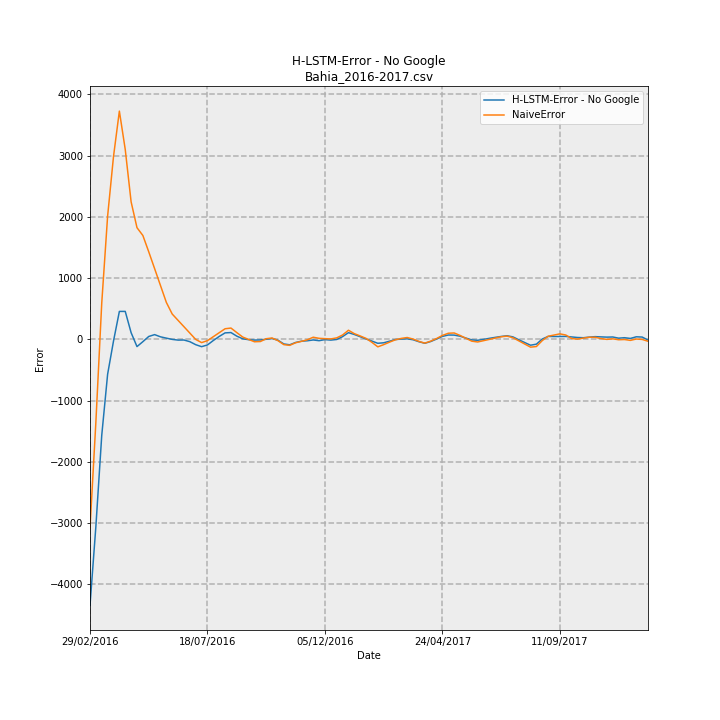 H-LSTM-Error - No Google
Bahia_2016-2017.csv
H-LSTM-Error - No Google
NaiveError
4000
3000
2000
1000
0
−1000
−2000
−3000
−4000
Error
29/02/2016
18/07/2016
05/12/2016
24/04/2017
11/09/2017
Date